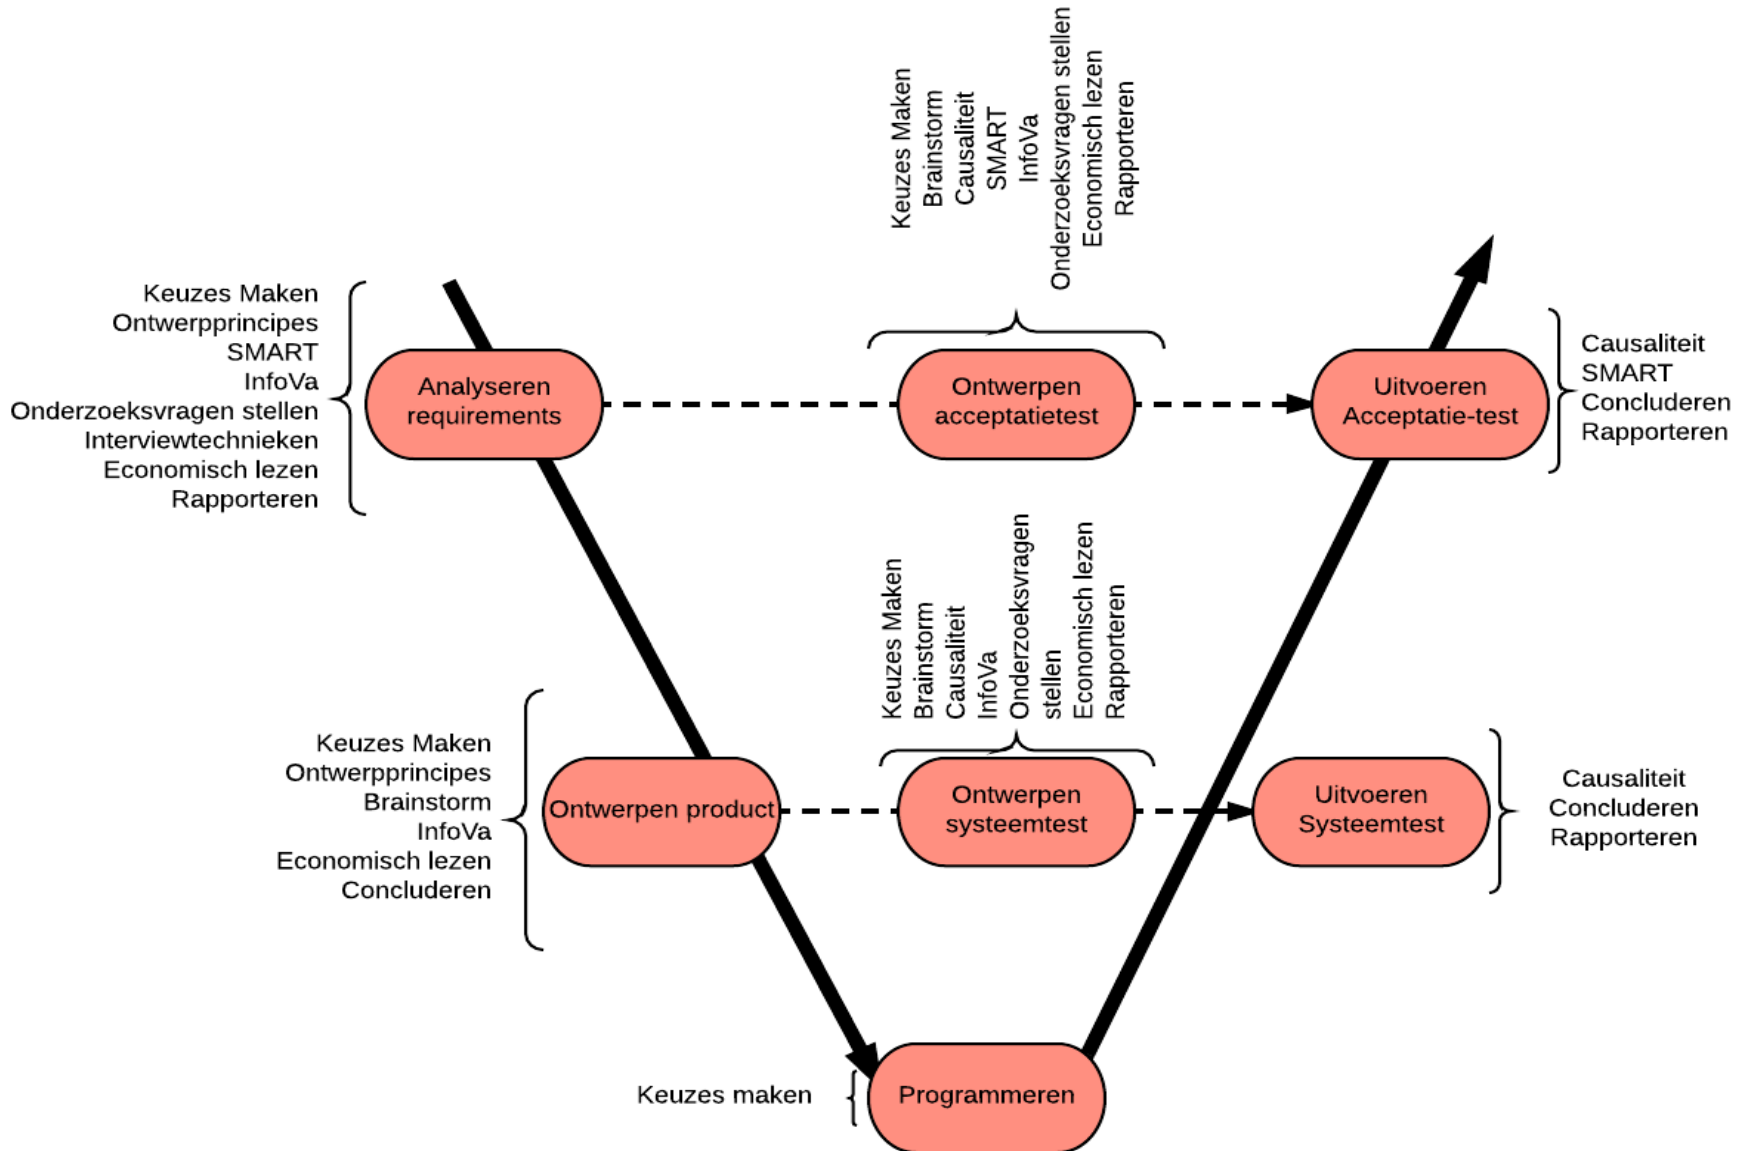 Keuzes Maken
Brainstorm
Causaliteit
SMART
InfoVa
Onderzoeksvragen stellen
Economisch lezen
Rapporteren
Keuzes Maken
Ontwerpprincipes
SMART
InfoVa
Onderzoeksvragen stellen
Interviewtechnieken
Economisch lezen
Rapporteren
Analyseren
requirements
Ontwerpen
acceptatietest
Uitvoeren
Acceptatie-test
Causaliteit
SMART
Concluderen
Rapporteren
Keuzes Maken
Brainstorm
Causaliteit
InfoVa
Onderzoeksvragen
stellen
Economisch lezen
Rapporteren
Keuzes Maken
Ontwerpprincipes
Brainstorm
InfoVa
Economisch lezen
Concluderen
Ontwerpen product
Ontwerpen
systeemtest
Uitvoeren
Systeemtest
Causaliteit
Concluderen
Rapporteren
Keuzes maken
Programmeren